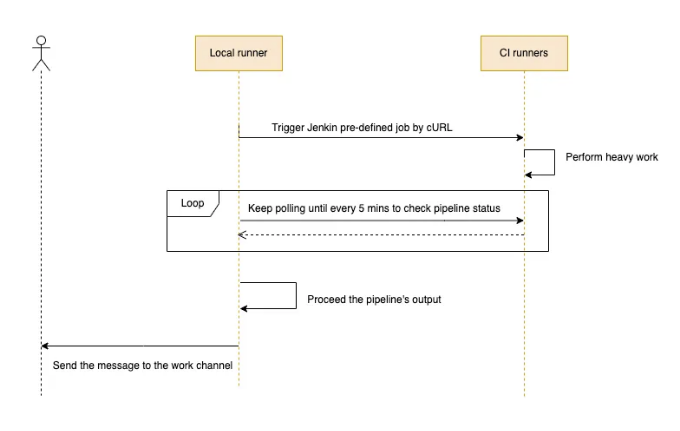 Local runner
CI runners
Trigger Jenkin pre-defined job by cURL
Perform heavy work
Loop
Keep polling until every 5 mins to check pipeline status
Proceed the pipeline's output
Send the message to the work channel